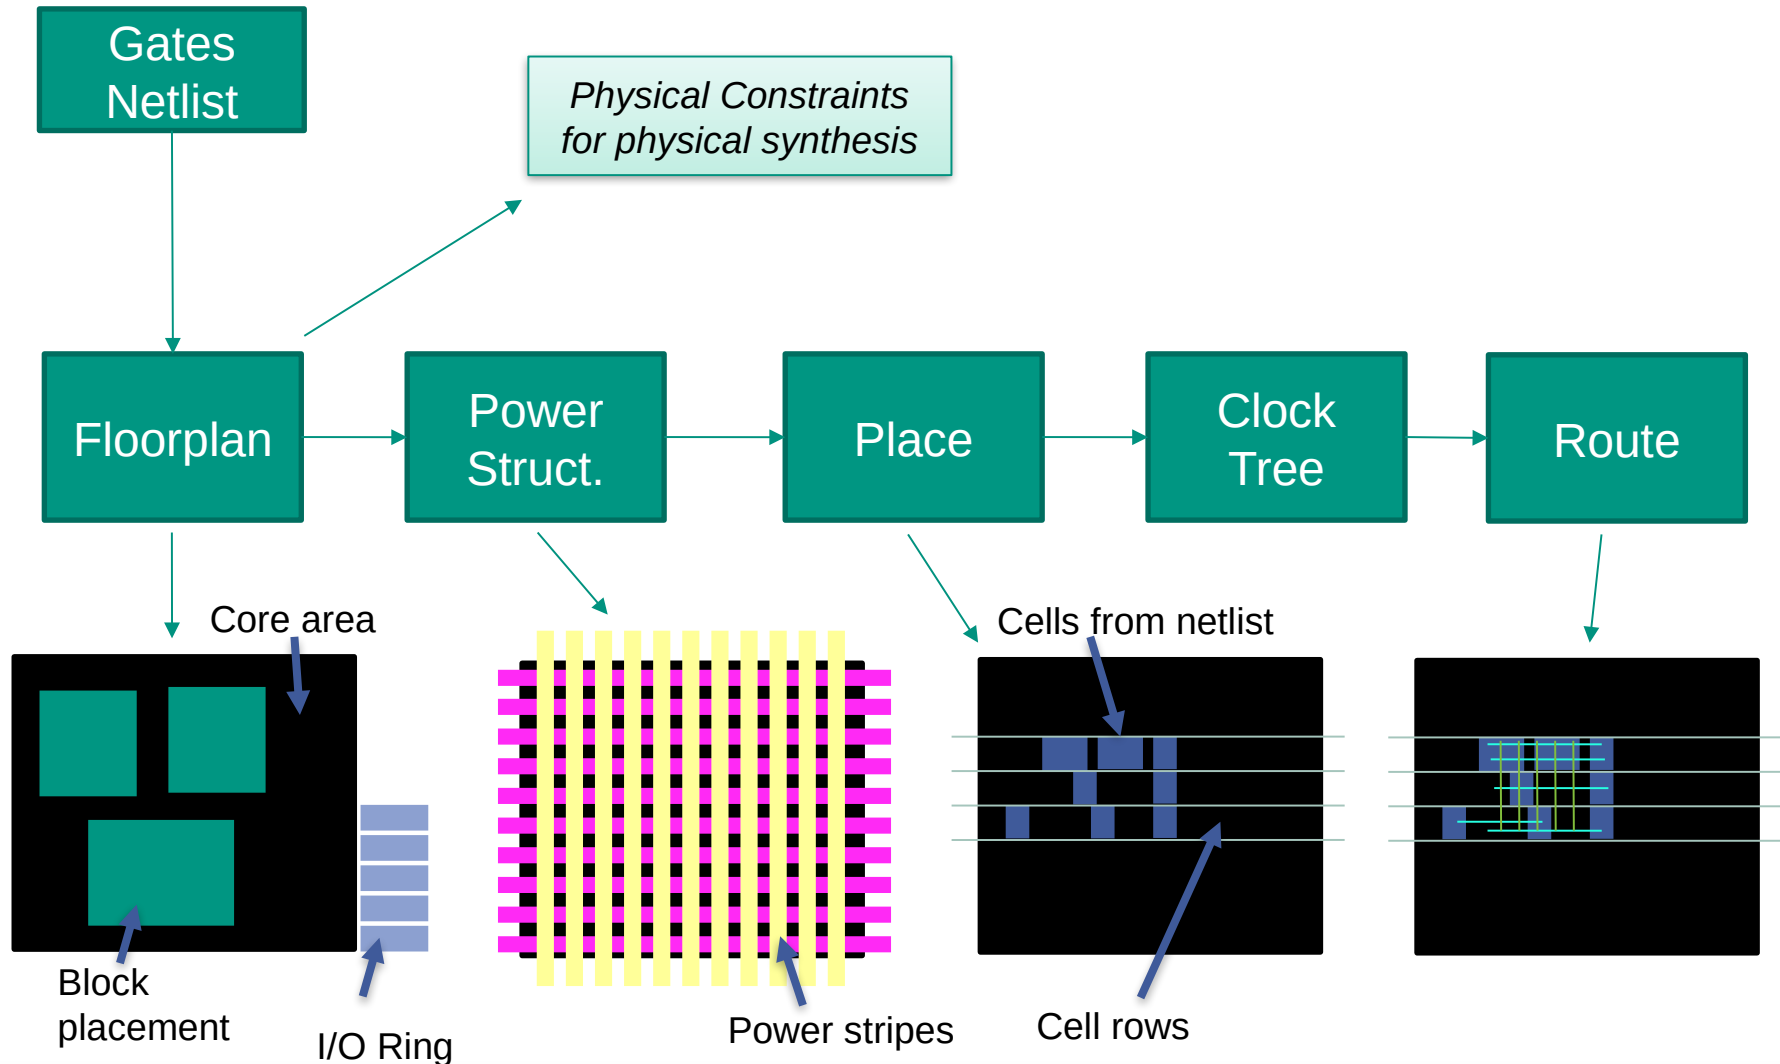 Gates
Netlist
Physical Constraints
for physical synthesis
Floorplan
Power
Struct.
Place
Clock
Tree
Route
Core area
Cells from netlist
Block
placement
I/O Ring
Power stripes
Cell rows